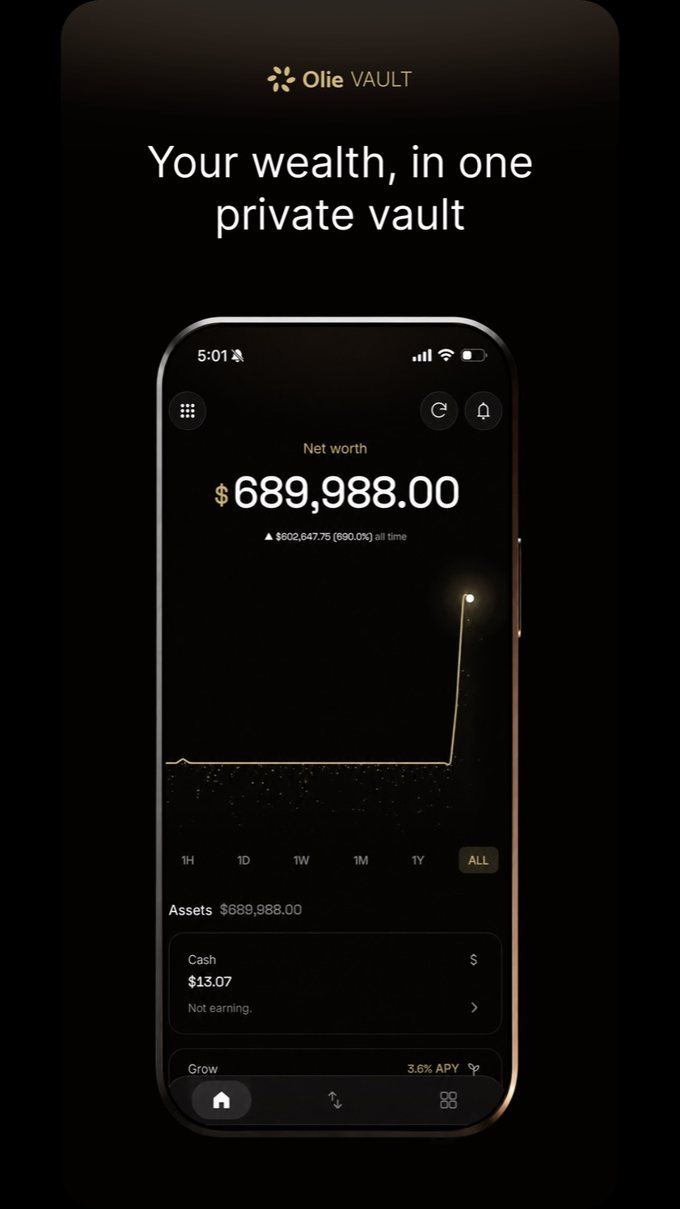 Olie VAULT
Your wealth, in one
private vault
5:01
Net worth
$689,988.00
▲ $602,647.75 (690.0%) all time
1H 1D 1W 1M 1Y ALL
Assets $689,988.00
Cash $
$13.07
Not earning.
Grow 3.6% APY